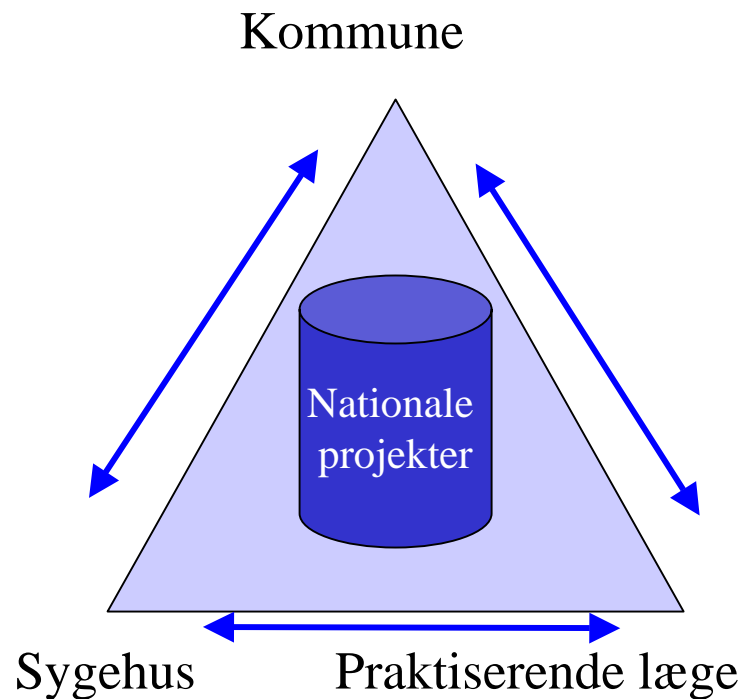 Kommune
Nationale
projekter
Sygehus
Praktiserende læge